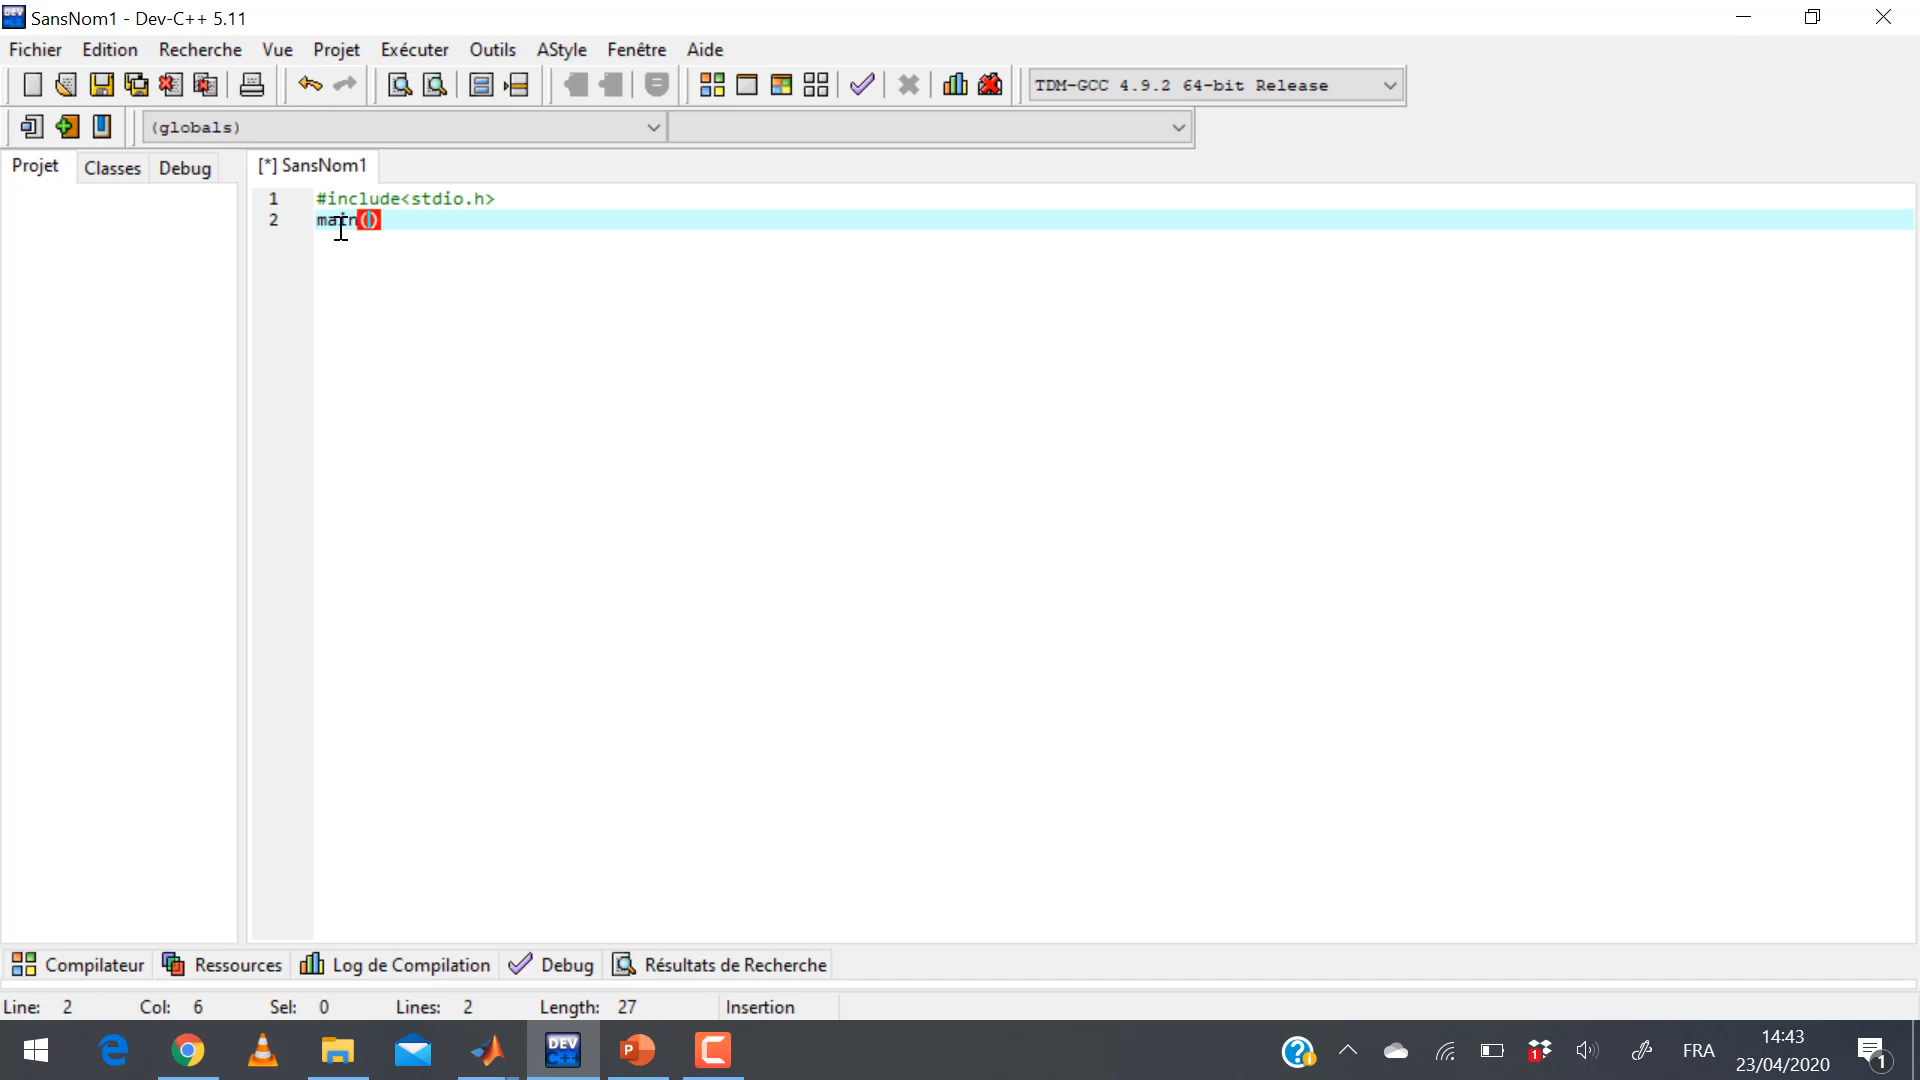 SansNom1 - Dev-C++ 5.11
Fichier Edition Recherche Vue Projet Exécuter Outils AStyle Fenêtre Aide
TDM-GCC 4.9.2 64-bit Release
(globals)
Projet Classes Debug [*] SansNom1
1 #include<stdio.h>
2 main()
Compilateur Ressources Log de Compilation Debug Résultats de Recherche
Line: 2 Col: 6 Sel: 0 Lines: 2 Length: 27 Insertion
DEV C++ P C 1 FRA 14:43 1
23/04/2020